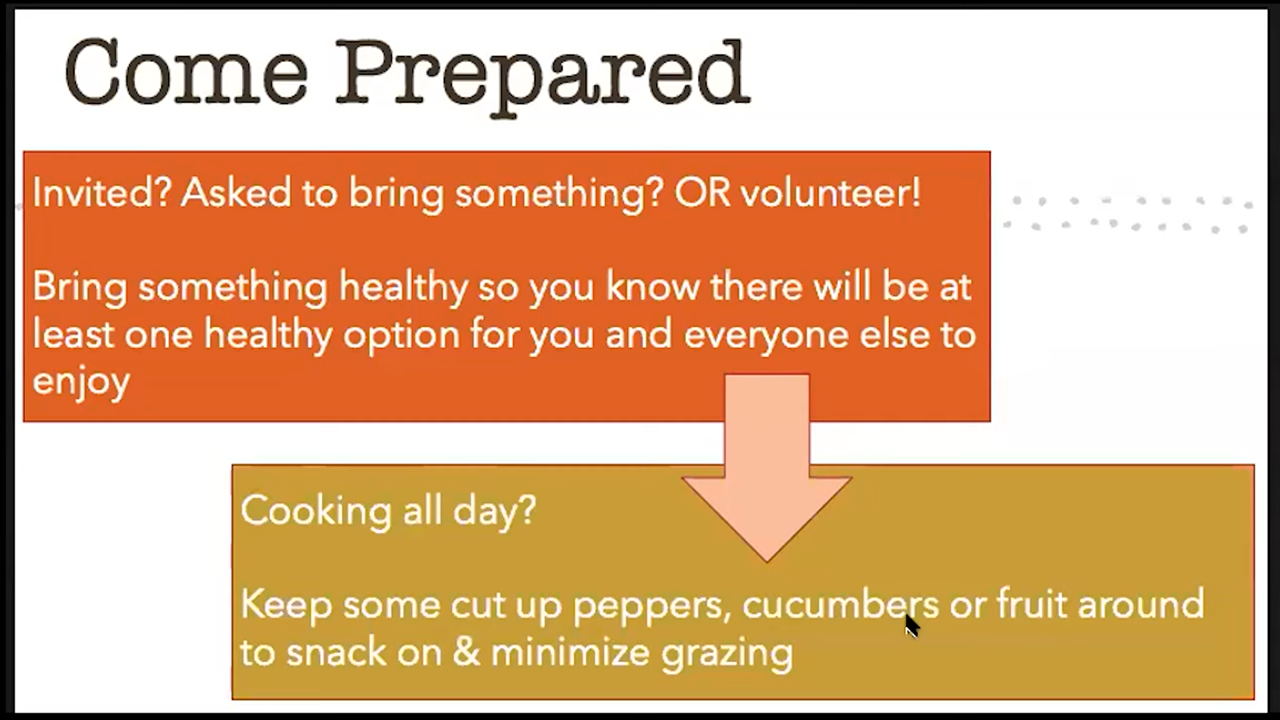 Come Prepared
Invited? Asked to bring something? OR volunteer!
Bring something healthy so you know there will be at
least one healthy option for you and everyone else to
enjoy
Cooking all day?
Keep some cut up peppers, cucumbers or fruit around
to snack on & minimize grazing